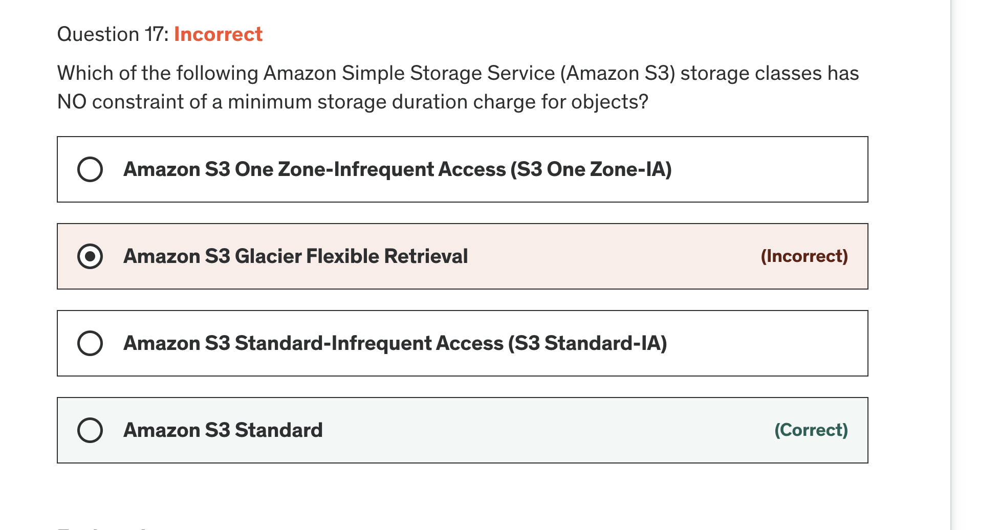 Question 17: Incorrect
Which of the following Amazon Simple Storage Service (Amazon S3) storage classes has
NO constraint of a minimum storage duration charge for objects?
Amazon S3 One Zone-Infrequent Access (S3 One Zone-IA)
Amazon S3 Glacier Flexible Retrieval (Incorrect)
Amazon S3 Standard-Infrequent Access (S3 Standard-IA)
Amazon S3 Standard (Correct)